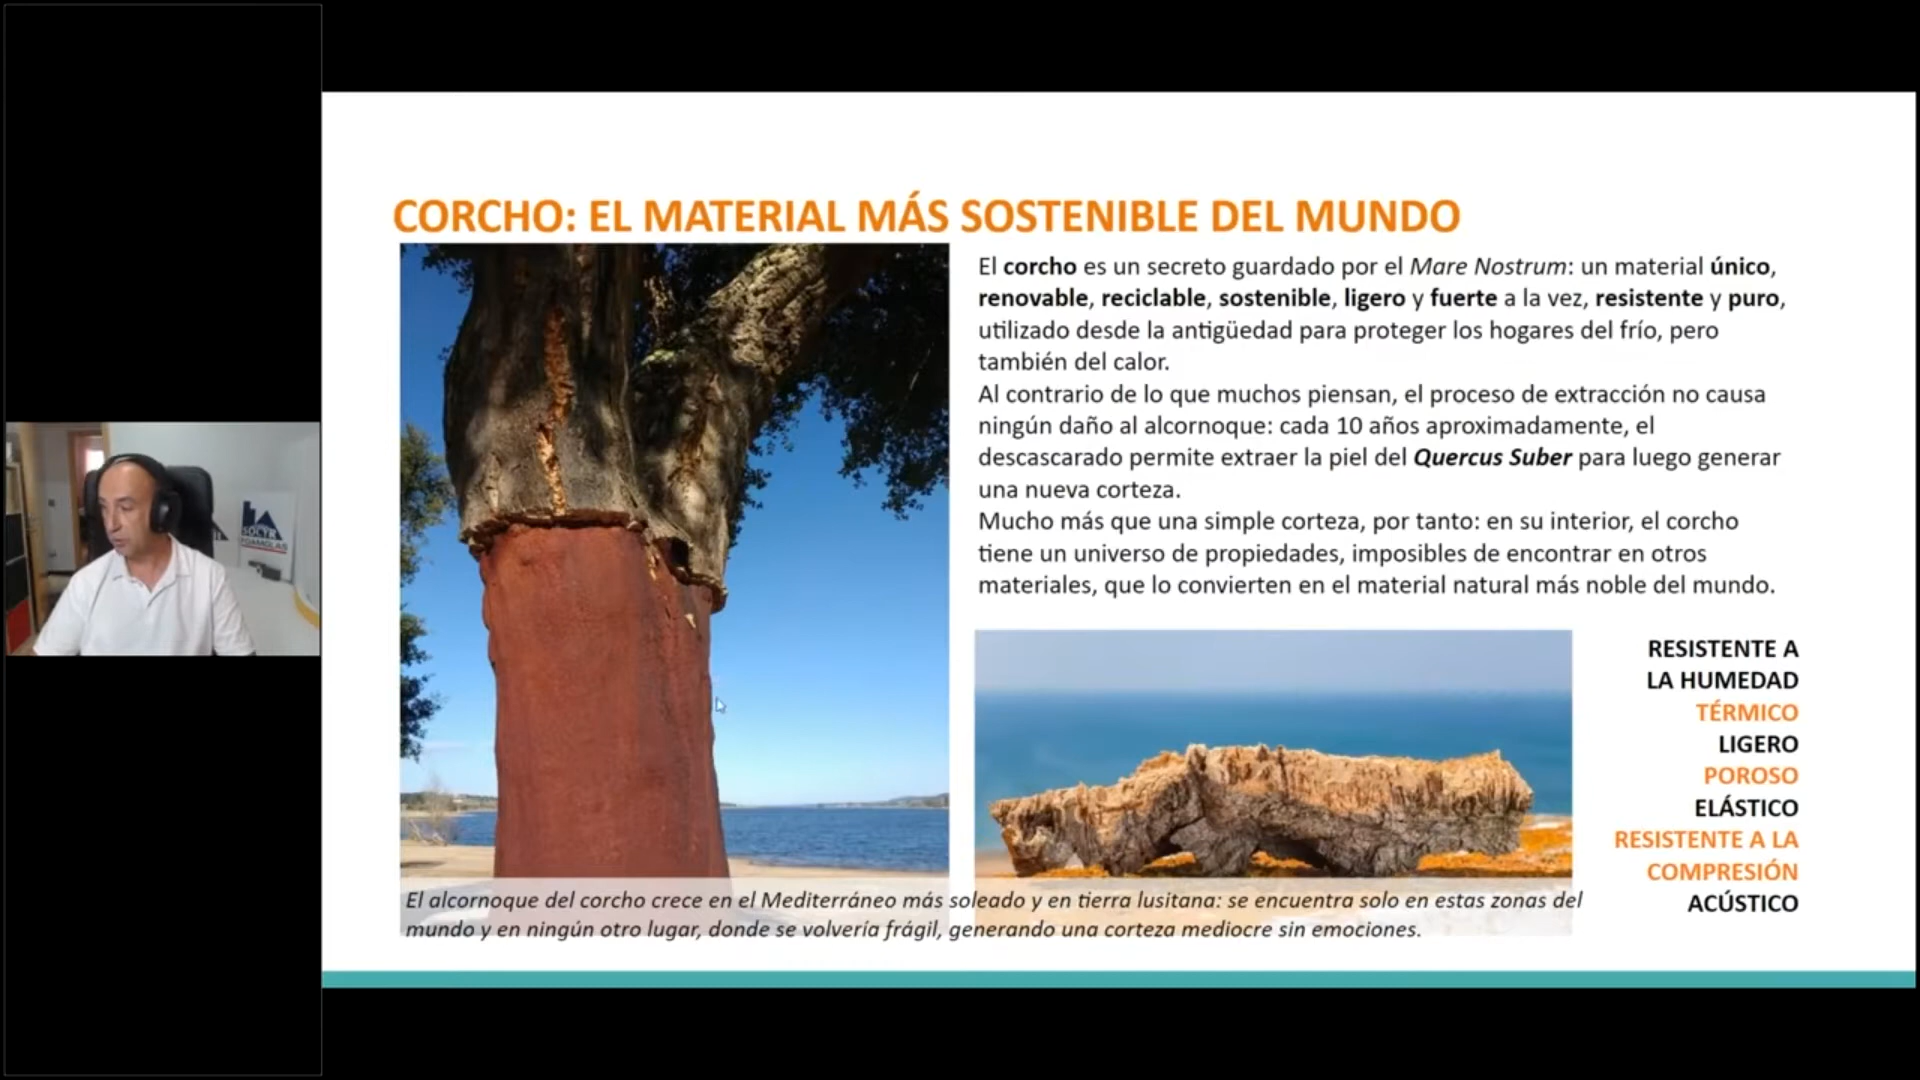 CORCHO: EL MATERIAL MÁS SOSTENIBLE DEL MUNDO
El corcho es un secreto guardado por el Mare Nostrum: un material único,
renovable, reciclable, sostenible, ligero y fuerte a la vez, resistente y puro,
utilizado desde la antigüedad para proteger los hogares del frío, pero
también del calor.
Al contrario de lo que muchos piensan, el proceso de extracción no causa
ningún daño al alcornoque: cada 10 años aproximadamente, el
descascarado permite extraer la piel del Quercus Suber para luego generar
una nueva corteza.
Mucho más que una simple corteza, por tanto: en su interior, el corcho
tiene un universo de propiedades, imposibles de encontrar en otros
materiales, que lo convierten en el material natural más noble del mundo.
RESISTENTE A
LA HUMEDAD
TÉRMICO
LIGERO
POROSO
ELÁSTICO
RESISTENTE A LA
COMPRESIÓN
ACÚSTICO
El alcornoque del corcho crece en el Mediterráneo más soleado y en tierra lusitana: se encuentra solo en estas zonas del
mundo y en ningún otro lugar, donde se volvería frágil, generando una corteza mediocre sin emociones.
SOCYR
FOAMGLAS